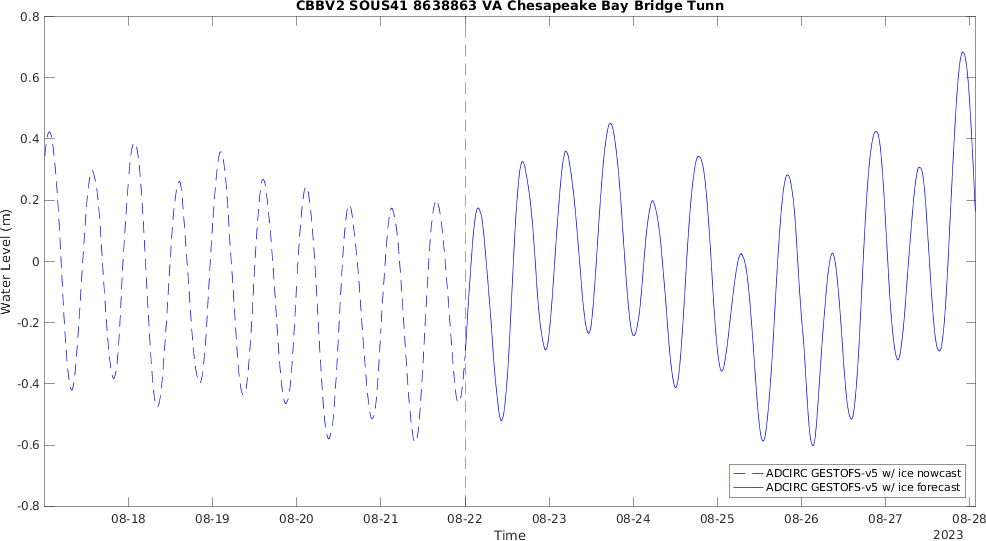 CBBV2 SOUS41 8638863 VA Chesapeake Bay Bridge Tunn
0.8
0.6
0.4
0.2
0
-0.2
-0.4
-0.6
-0.8
Water Level (m)
ADCIRC GESTOFS-v5 w/ ice nowcast
ADCIRC GESTOFS-v5 w/ ice forecast
08-18 08-19 08-20 08-21 08-22 08-23 08-24 08-25 08-26 08-27 08-28
Time
2023